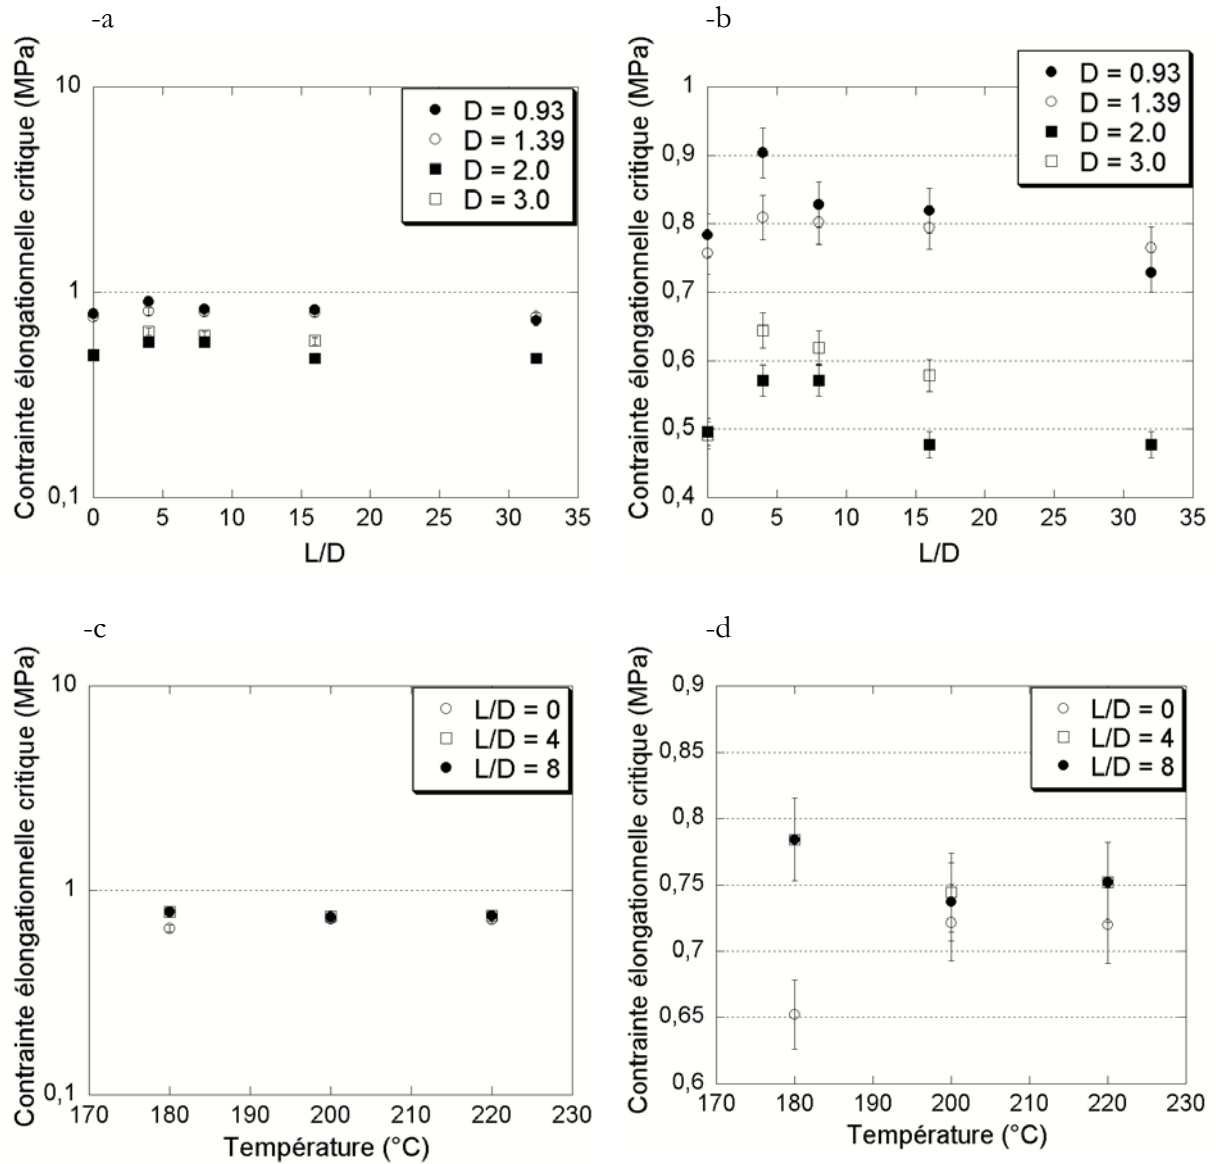 -a
Contrainte élongationnelle critique (MPa)
10
1
0,1
D = 0.93
D = 1.39
D = 2.0
D = 3.0
0 5 10 15 20 25 30 35
L/D
-b
Contrainte élongationnelle critique (MPa)
1
0,9
0,8
0,7
0,6
0,5
0,4
D = 0.93
D = 1.39
D = 2.0
D = 3.0
0 5 10 15 20 25 30 35
L/D
-c
Contrainte élongationnelle critique (MPa)
10
1
0,1
L/D = 0
L/D = 4
L/D = 8
170 180 190 200 210 220 230
Température (°C)
-d
Contrainte élongationnelle critique (MPa)
0,9
0,85
0,8
0,75
0,7
0,65
0,6
L/D = 0
L/D = 4
L/D = 8
170 180 190 200 210 220 230
Température (°C)